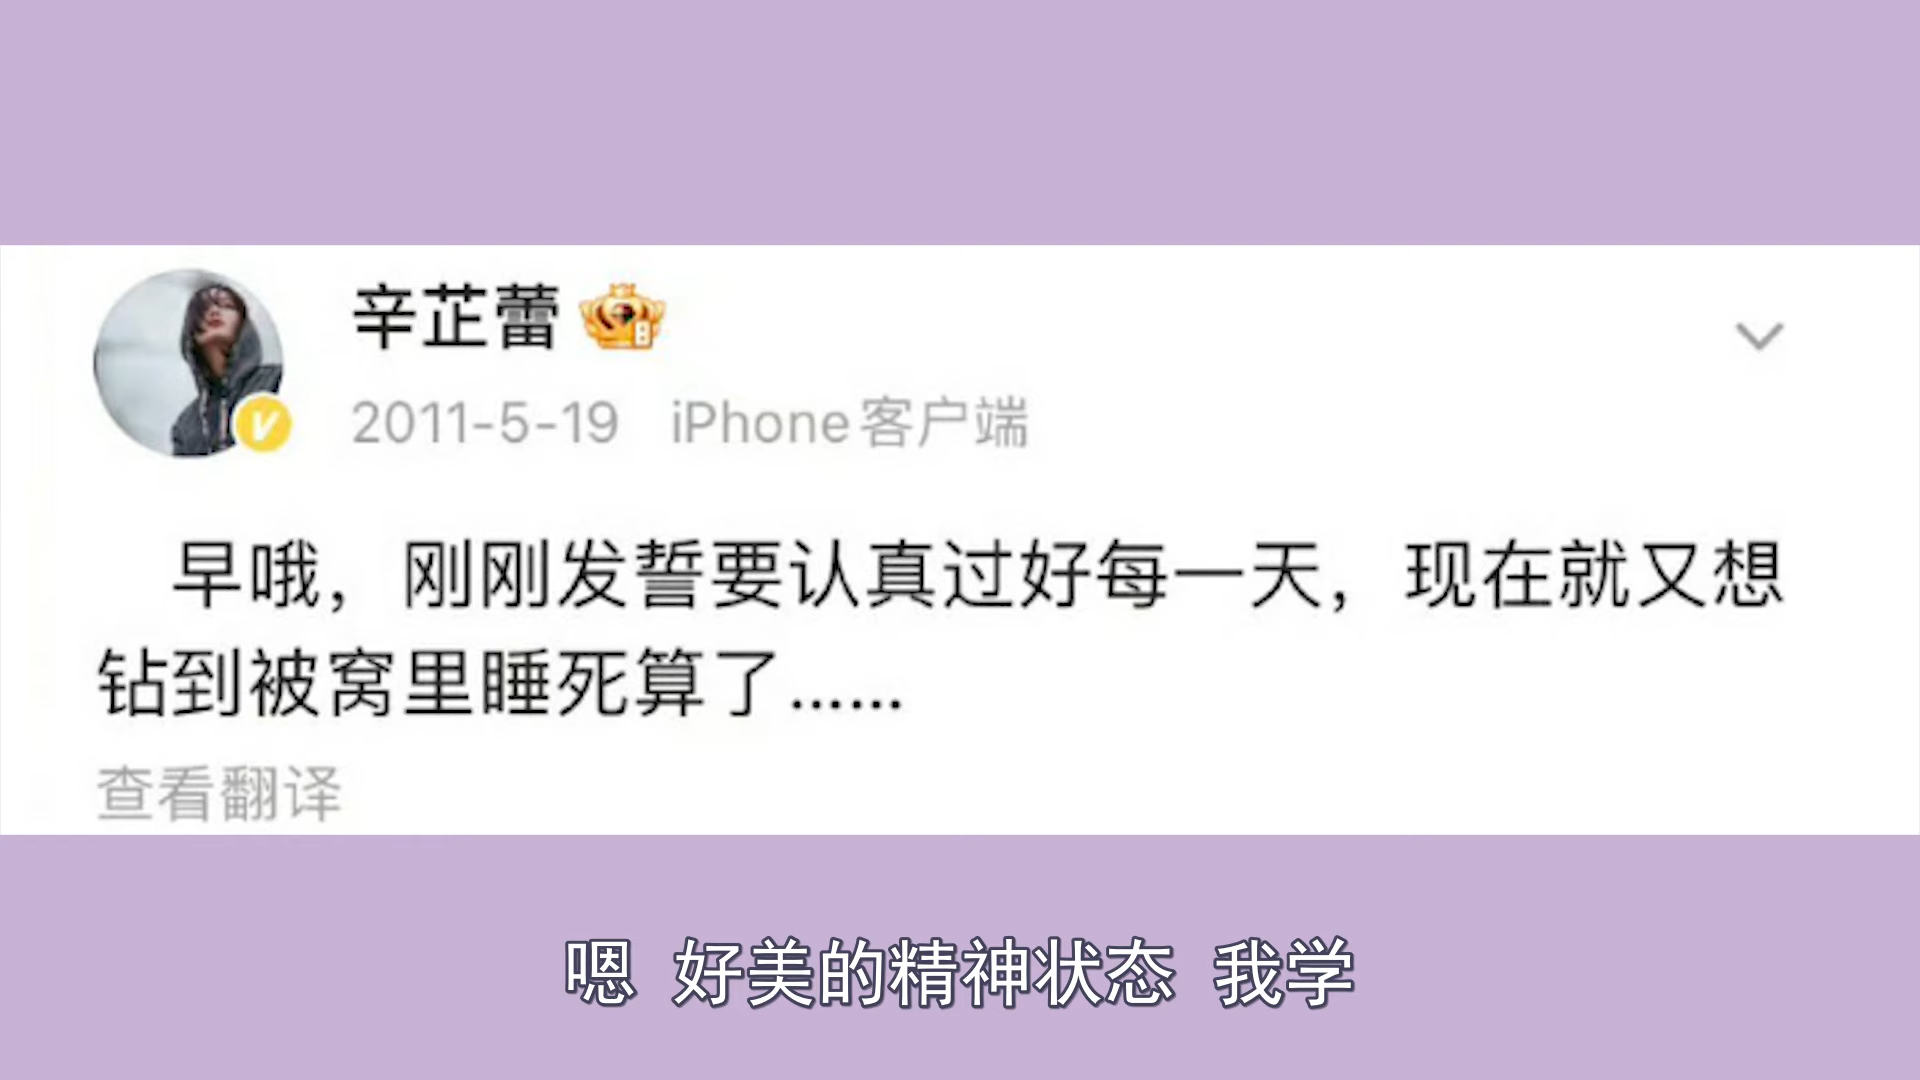 辛芷蕾
2011-5-19 iPhone客户端
早哦，刚刚发誓要认真过好每一天，现在就又想
钻到被窝里睡死算了......
查看翻译
嗯 好美的精神状态 我学